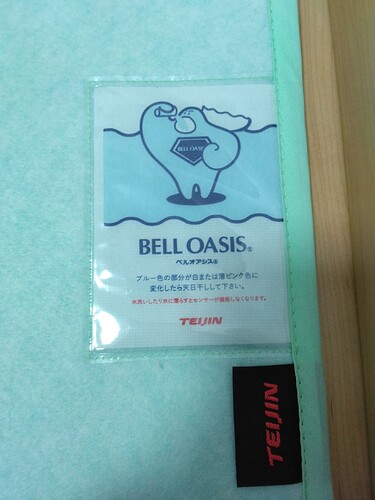 BELL OASIS
BELL OASIS®
ベルオアシス®
ブルー色の部分が白または薄ピンク色に
変化したら天日干しして下さい。
水洗いしたり水に濡らすとセンサーが機能しなくなります。
TEIJIN
TEIJIN